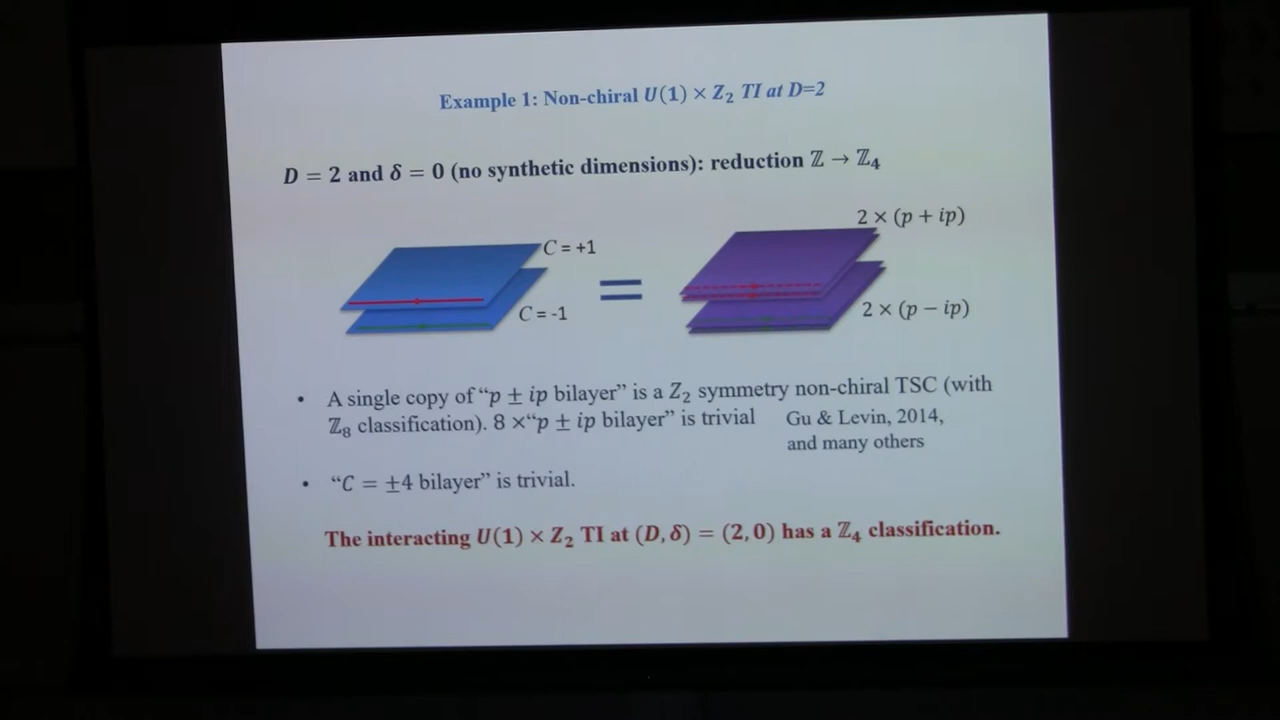 Example 1: Non-chiral U(1) × Z₂ TI at D=2
D = 2 and δ = 0 (no synthetic dimensions): reduction ℤ → ℤ₄
2 × (p + ip)
C = +1
C = -1
2 × (p − ip)
• A single copy of “p ± ip bilayer” is a Z₂ symmetry non-chiral TSC (with
ℤ₈ classification). 8 ×“p ± ip bilayer” is trivial
Gu & Levin, 2014,
and many others
• “C = ±4 bilayer” is trivial.
The interacting U(1) × Z₂ TI at (D, δ) = (2, 0) has a ℤ₄ classification.